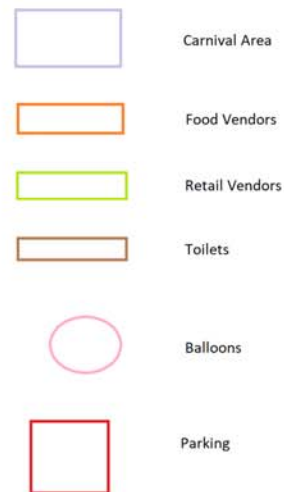 Carnival Area
Food Vendors
Retail Vendors
Toilets
Balloons
Parking